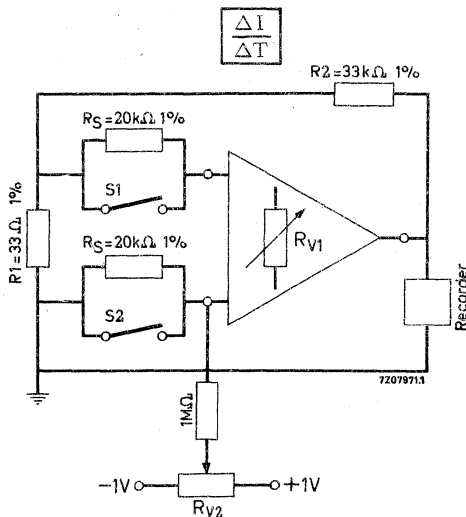 ΔI
ΔT
R2=33kΩ 1%
RS=20kΩ 1%
S1
R1=33Ω 1%
RV1
RS=20kΩ 1%
S2
Recorder
7Z07971.1
1MΩ
-1V
+1V
RV2